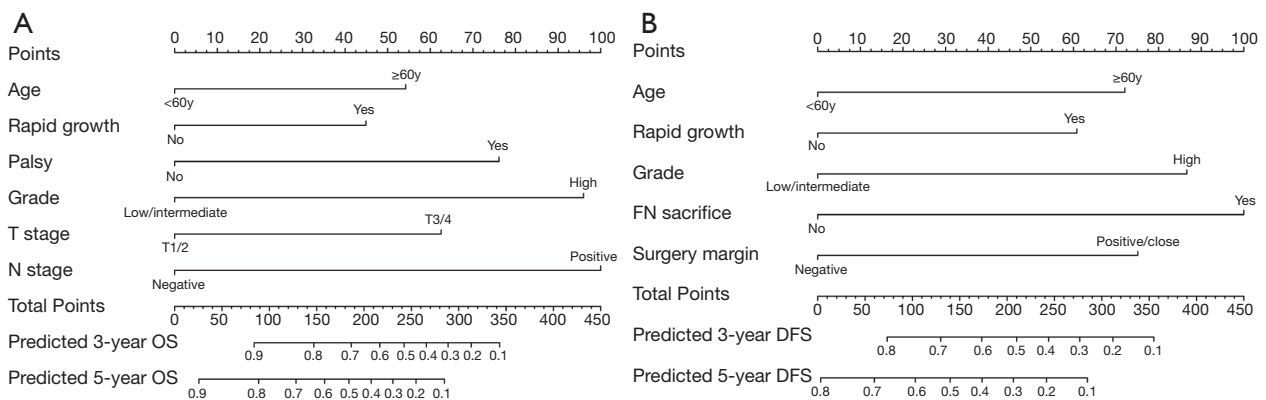 A
Points
0 10 20 30 40 50 60 70 80 90 100
Age
≥60y
<60y
Rapid growth
Yes
No
Palsy
Yes
No
Grade
High
Low/intermediate
T stage
T3/4
T1/2
N stage
Positive
Negative
Total Points
0 50 100 150 200 250 300 350 400 450
Predicted 3-year OS
0.9 0.8 0.7 0.6 0.5 0.4 0.3 0.2 0.1
Predicted 5-year OS
0.9 0.8 0.7 0.6 0.5 0.4 0.3 0.2 0.1
B
Points
0 10 20 30 40 50 60 70 80 90 100
Age
≥60y
<60y
Rapid growth
Yes
No
Grade
High
Low/intermediate
FN sacrifice
Yes
No
Surgery margin
Positive/close
Negative
Total Points
0 50 100 150 200 250 300 350 400 450
Predicted 3-year DFS
0.8 0.7 0.6 0.5 0.4 0.3 0.2 0.1
Predicted 5-year DFS
0.8 0.7 0.6 0.5 0.4 0.3 0.2 0.1